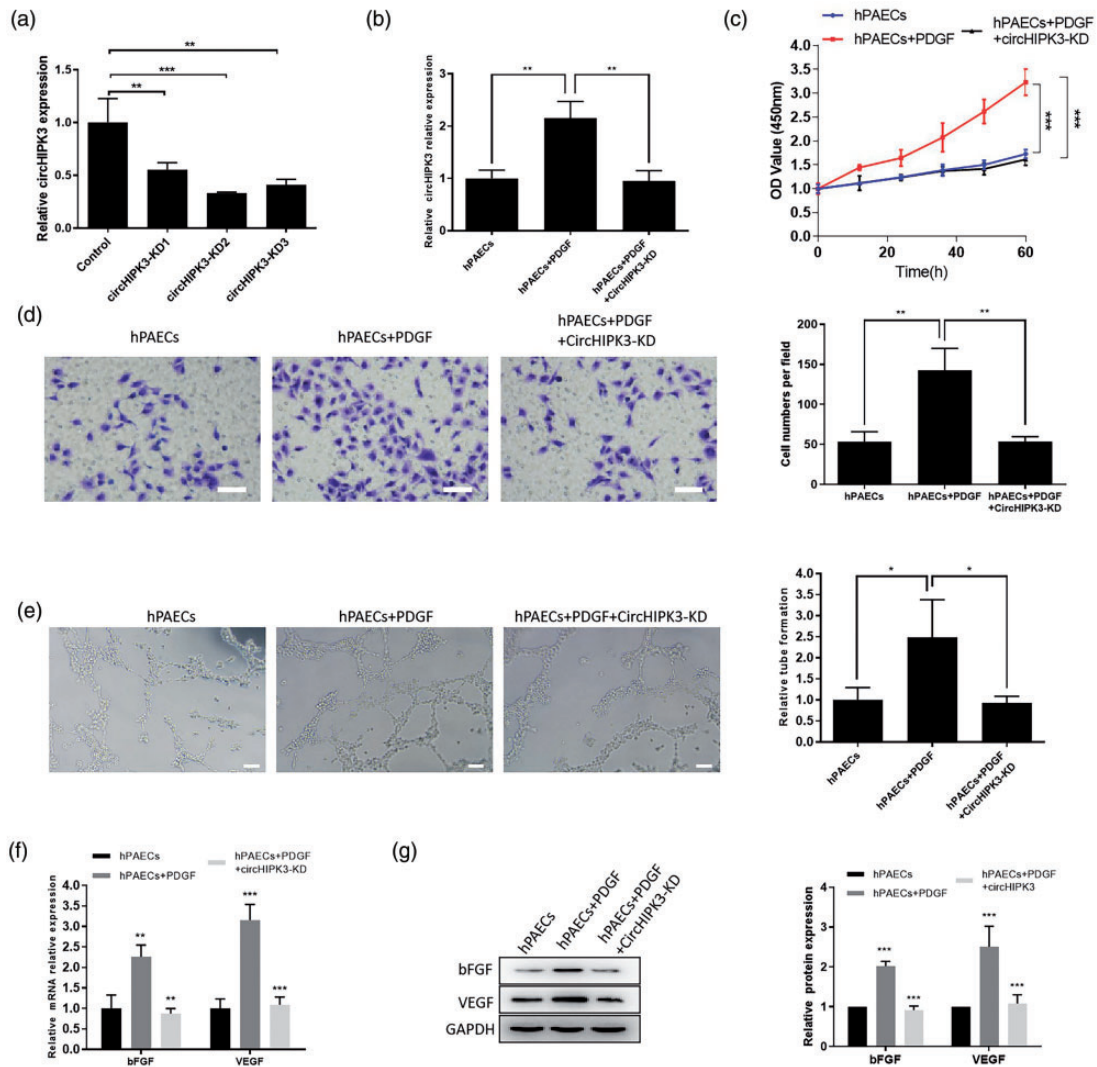 (a)
**
***
**
Relative circHIPK3 expression
1.5
1.0
0.5
0.0
Control
circHIPK3-KD1
circHIPK3-KD2
circHIPK3-KD3
(b)
**
**
Relative circHIPK3 relative expression
3
2
1
0
hPAECs
hPAECs+PDGF
hPAECs+PDGF
+CircHIPK3-KD
(c)
hPAECs
hPAECs+PDGF
hPAECs+PDGF
+circHIPK3-KD
OD Value (450nm)
4.0
3.5
3.0
2.5
2.0
1.5
1.0
0.5
0.0
0
20
40
60
Time(h)
***
***
(d)
hPAECs
hPAECs+PDGF
hPAECs+PDGF
+CircHIPK3-KD
Cell numbers per field
200
150
100
50
0
**
**
hPAECs
hPAECs+PDGF
hPAECs+PDGF
+CircHIPK3-KD
(e)
hPAECs
hPAECs+PDGF
hPAECs+PDGF+CircHIPK3-KD
Relative tube formation
4.0
3.5
3.0
2.5
2.0
1.5
1.0
0.5
0.0
*
*
hPAECs
hPAECs+PDGF
hPAECs+PDGF
+CircHIPK3-KD
(f)
hPAECs
hPAECs+PDGF
hPAECs+PDGF
+circHIPK3-KD
Relative mRNA relative expression
4.0
3.5
3.0
2.5
2.0
1.5
1.0
0.5
0.0
**
**
***
***
bFGF
VEGF
(g)
hPAECs
hPAECs+PDGF
hPAECs+PDGF
+CircHIPK3-KD
bFGF
VEGF
GAPDH
hPAECs
hPAECs+PDGF
hPAECs+PDGF
+circHIPK3
Relative protein expression
4
3
2
1
0
***
***
***
***
bFGF
VEGF